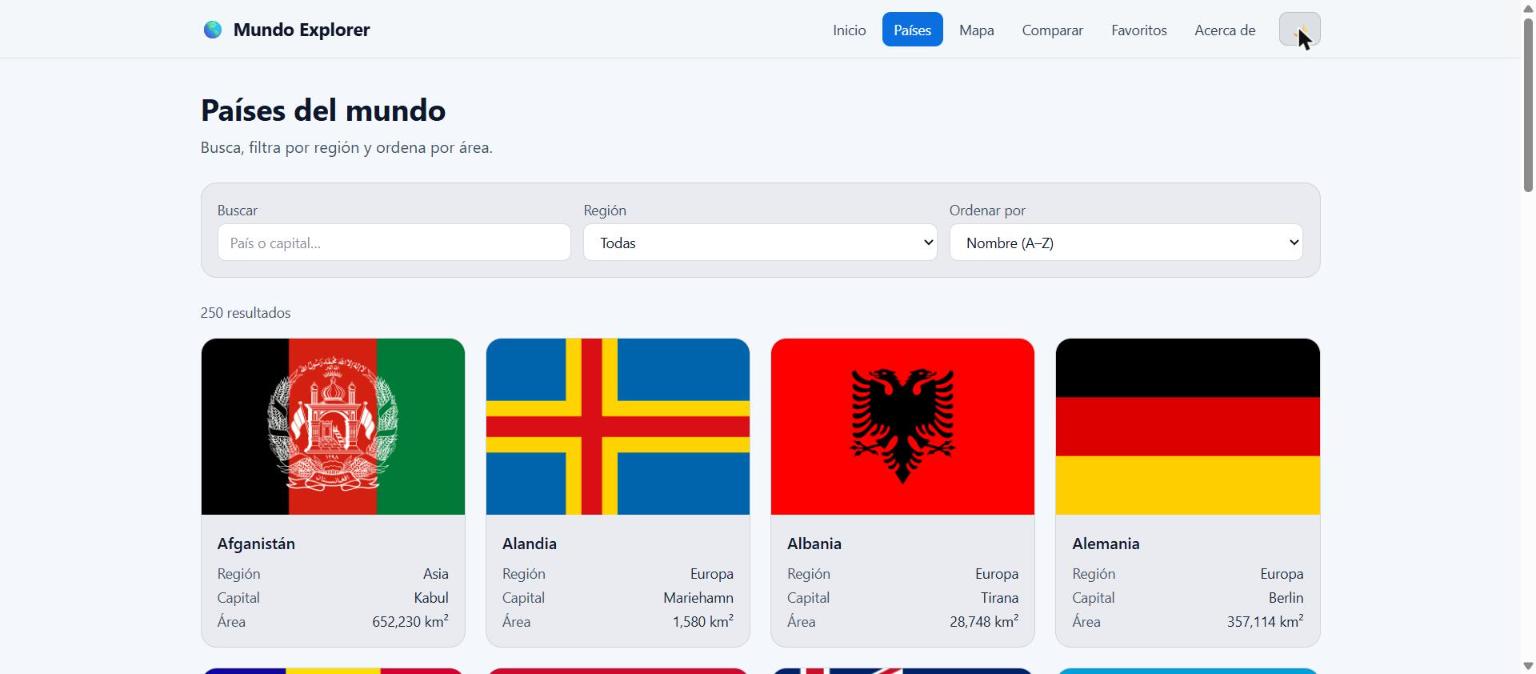 Mundo Explorer
Inicio Países Mapa Comparar Favoritos Acerca de
Países del mundo
Busca, filtra por región y ordena por área.
Buscar Región Ordenar por
País o capital... Todas Nombre (A–Z)
250 resultados
Afganistán
Región Asia
Capital Kabul
Área 652,230 km²
Alandia
Región Europa
Capital Mariehamn
Área 1,580 km²
Albania
Región Europa
Capital Tirana
Área 28,748 km²
Alemania
Región Europa
Capital Berlin
Área 357,114 km²